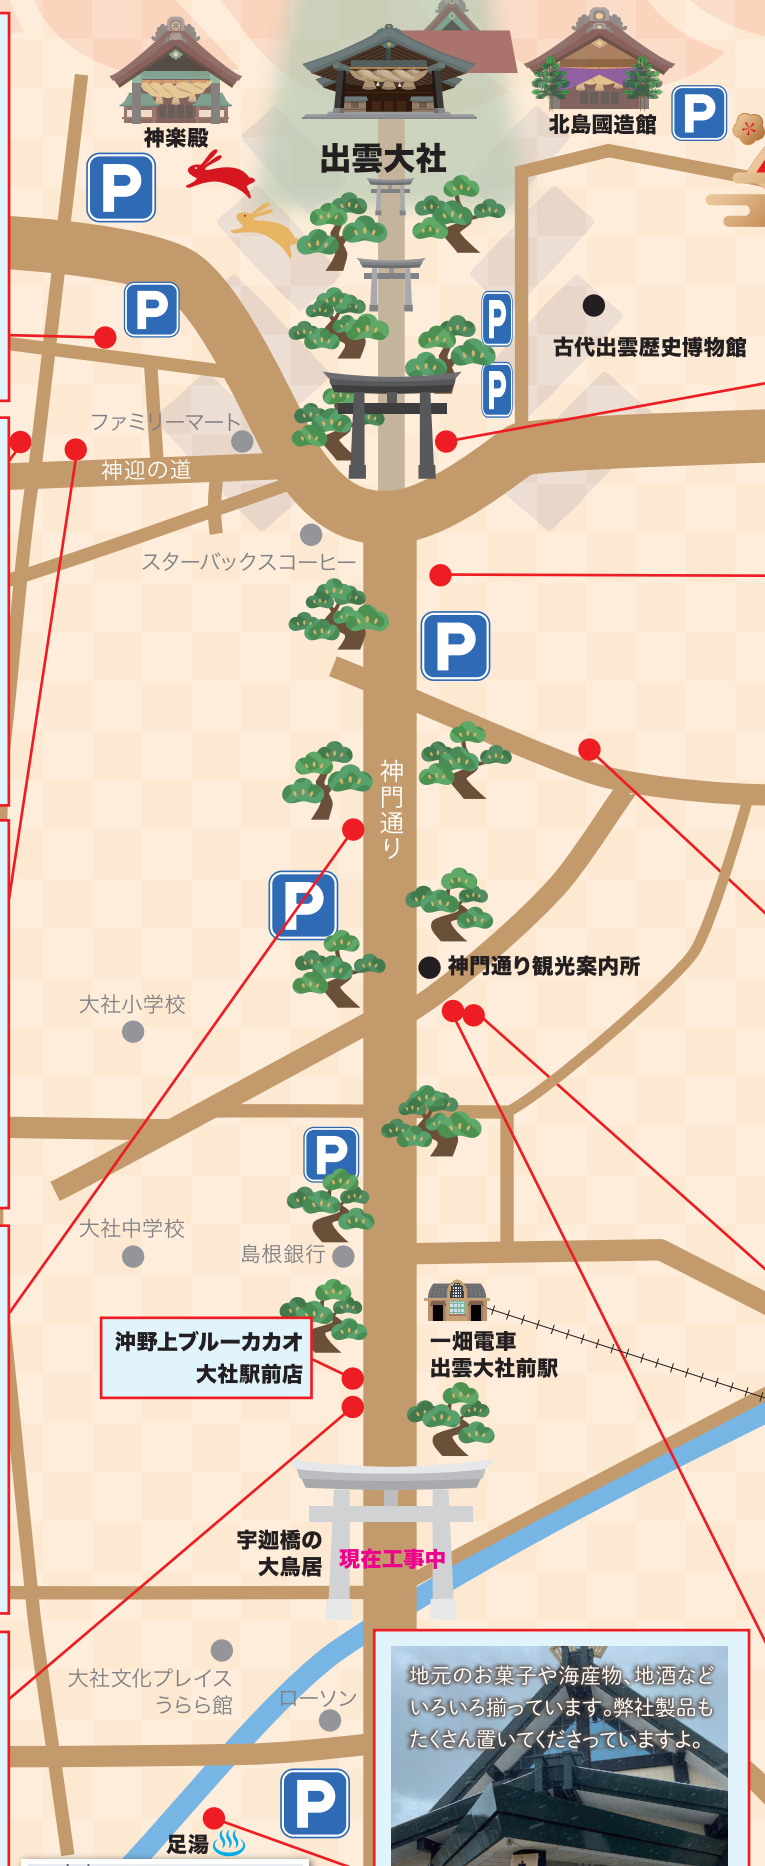 神楽殿
出雲大社
北島國造館
P
P
P
P
古代出雲歴史博物館
P
ファミリーマート
神迎の道
スターバックスコーヒー
P
神門通り
P
神門通り観光案内所
大社小学校
P
大社中学校
島根銀行
沖野上ブルーカカオ
大社駅前店
一畑電車
出雲大社前駅
宇迦橋の
大鳥居
現在工事中
大社文化プレイス
うらら館
ローソン
地元のお菓子や海産物、地酒など
いろいろ揃っています。弊社製品も
たくさん置いてくださっていますよ。
P
足湯